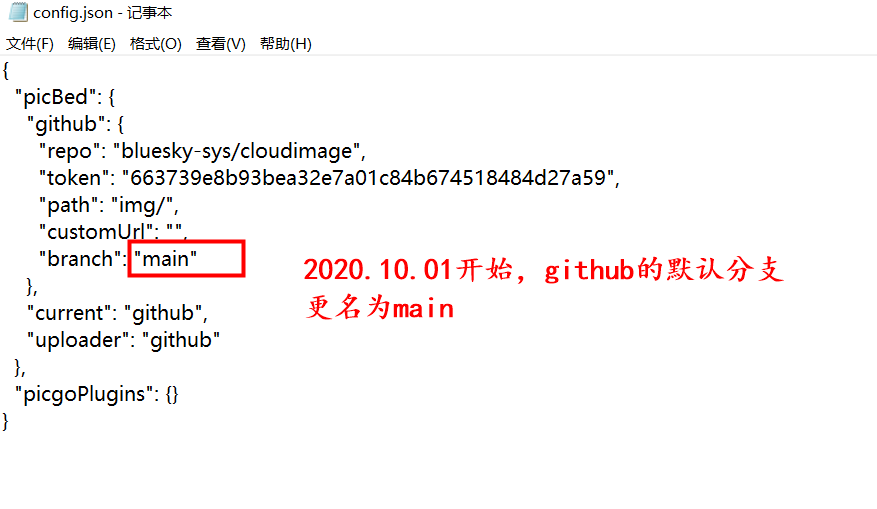 config.json - 记事本
文件(F) 编辑(E) 格式(O) 查看(V) 帮助(H)
{
"picBed": {
"github": {
"repo": "bluesky-sys/cloudimage",
"token": "663739e8b93bea32e7a01c84b674518484d27a59",
"path": "img/",
"customUrl": "",
"branch": "main"
},
"current": "github",
"uploader": "github"
},
"picgoPlugins": {}
}
2020.10.01开始，github的默认分支
更名为main